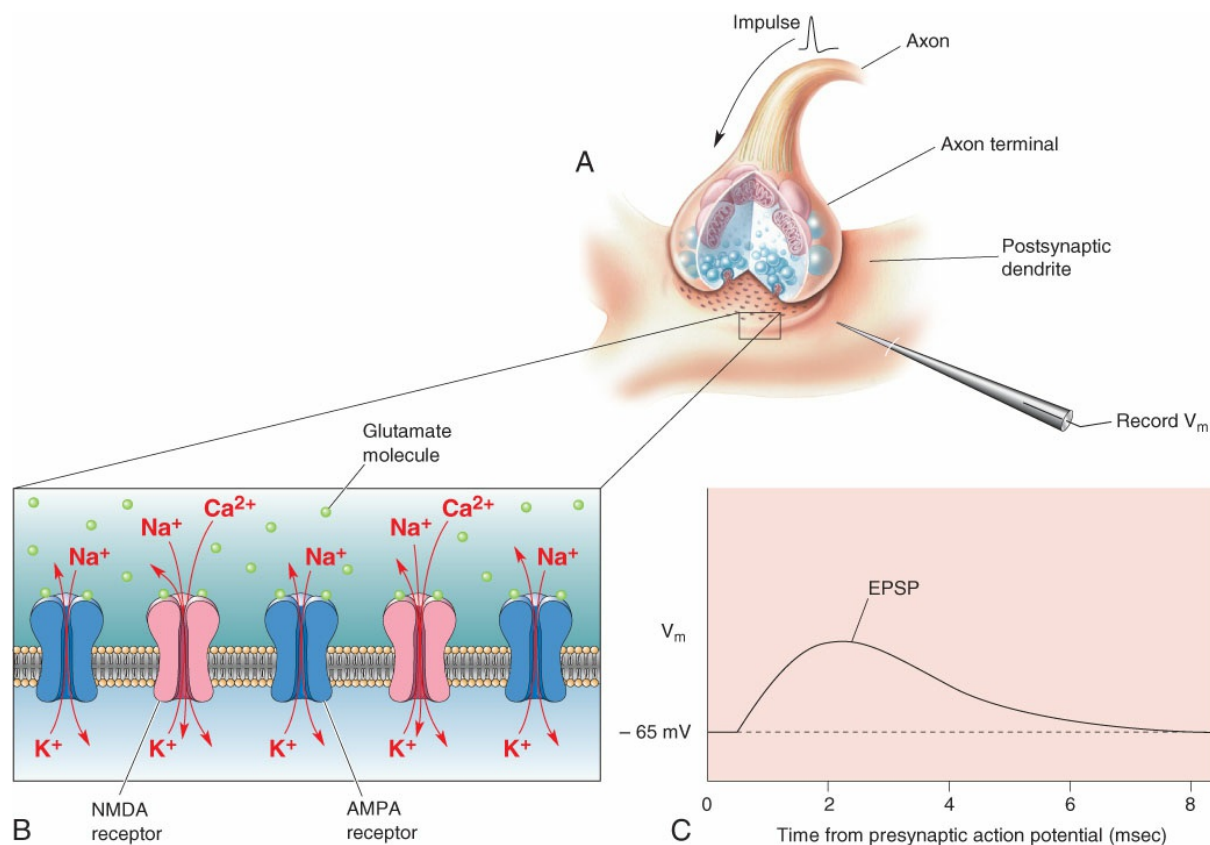 Impulse
Axon
A
Axon terminal
Postsynaptic
dendrite
Record Vm
Glutamate
molecule
Na+
Na+
Ca2+
Na+
Na+
Ca2+
Na+
K+
K+
K+
K+
K+
NMDA
receptor
AMPA
receptor
B
EPSP
Vm
– 65 mV
0
2
4
6
8
C
Time from presynaptic action potential (msec)